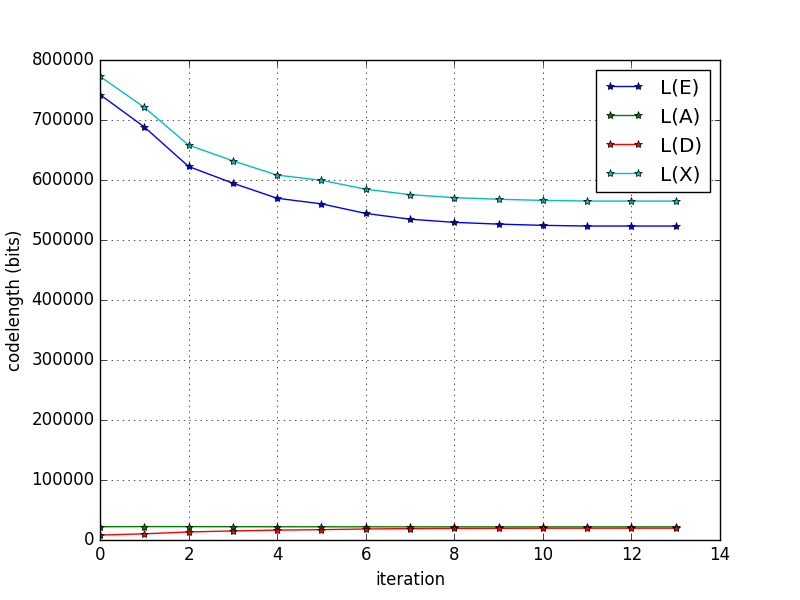 800000
700000
600000
500000
400000
300000
200000
100000
0
codelength (bits)
0 2 4 6 8 10 12 14
iteration
L(E)
L(A)
L(D)
L(X)